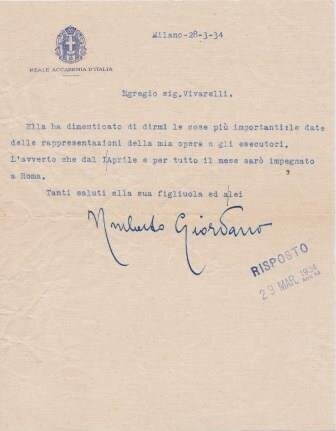 Milano-28-3-34
REALE ACCADEMIA D'ITALIA
Egregio sig.Vivarelli.
Ella ha dimenticato di dirmi le cose più importanti:le date
delle rappresentazioni della mia opera e gli esecutori.
L'avverto che dal 1Aprile e per tutto il mese sarò impegnato
a Roma.
Tanti saluti alla sua figliuola ed a lei
Umberto Giordano
RISPOSTO
29 MAR. 1934